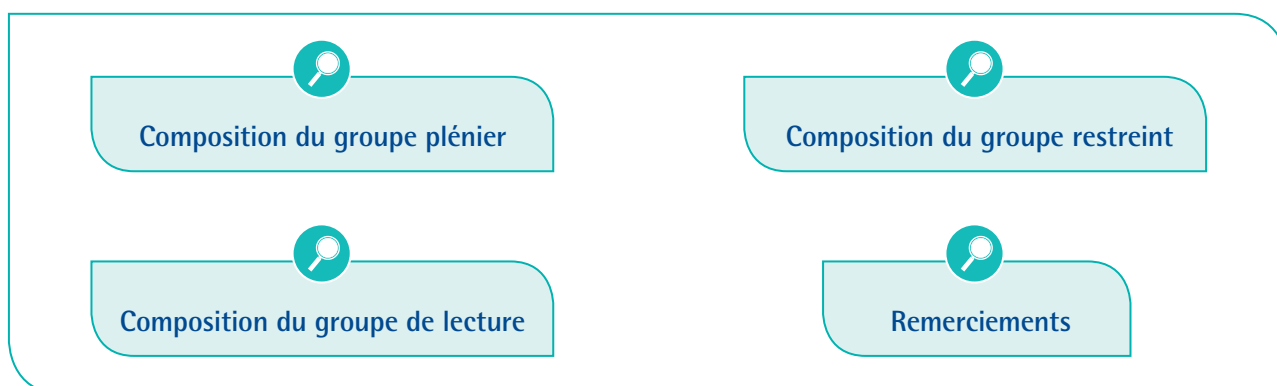 Composition du groupe plénier
Composition du groupe restreint
Composition du groupe de lecture
Remerciements